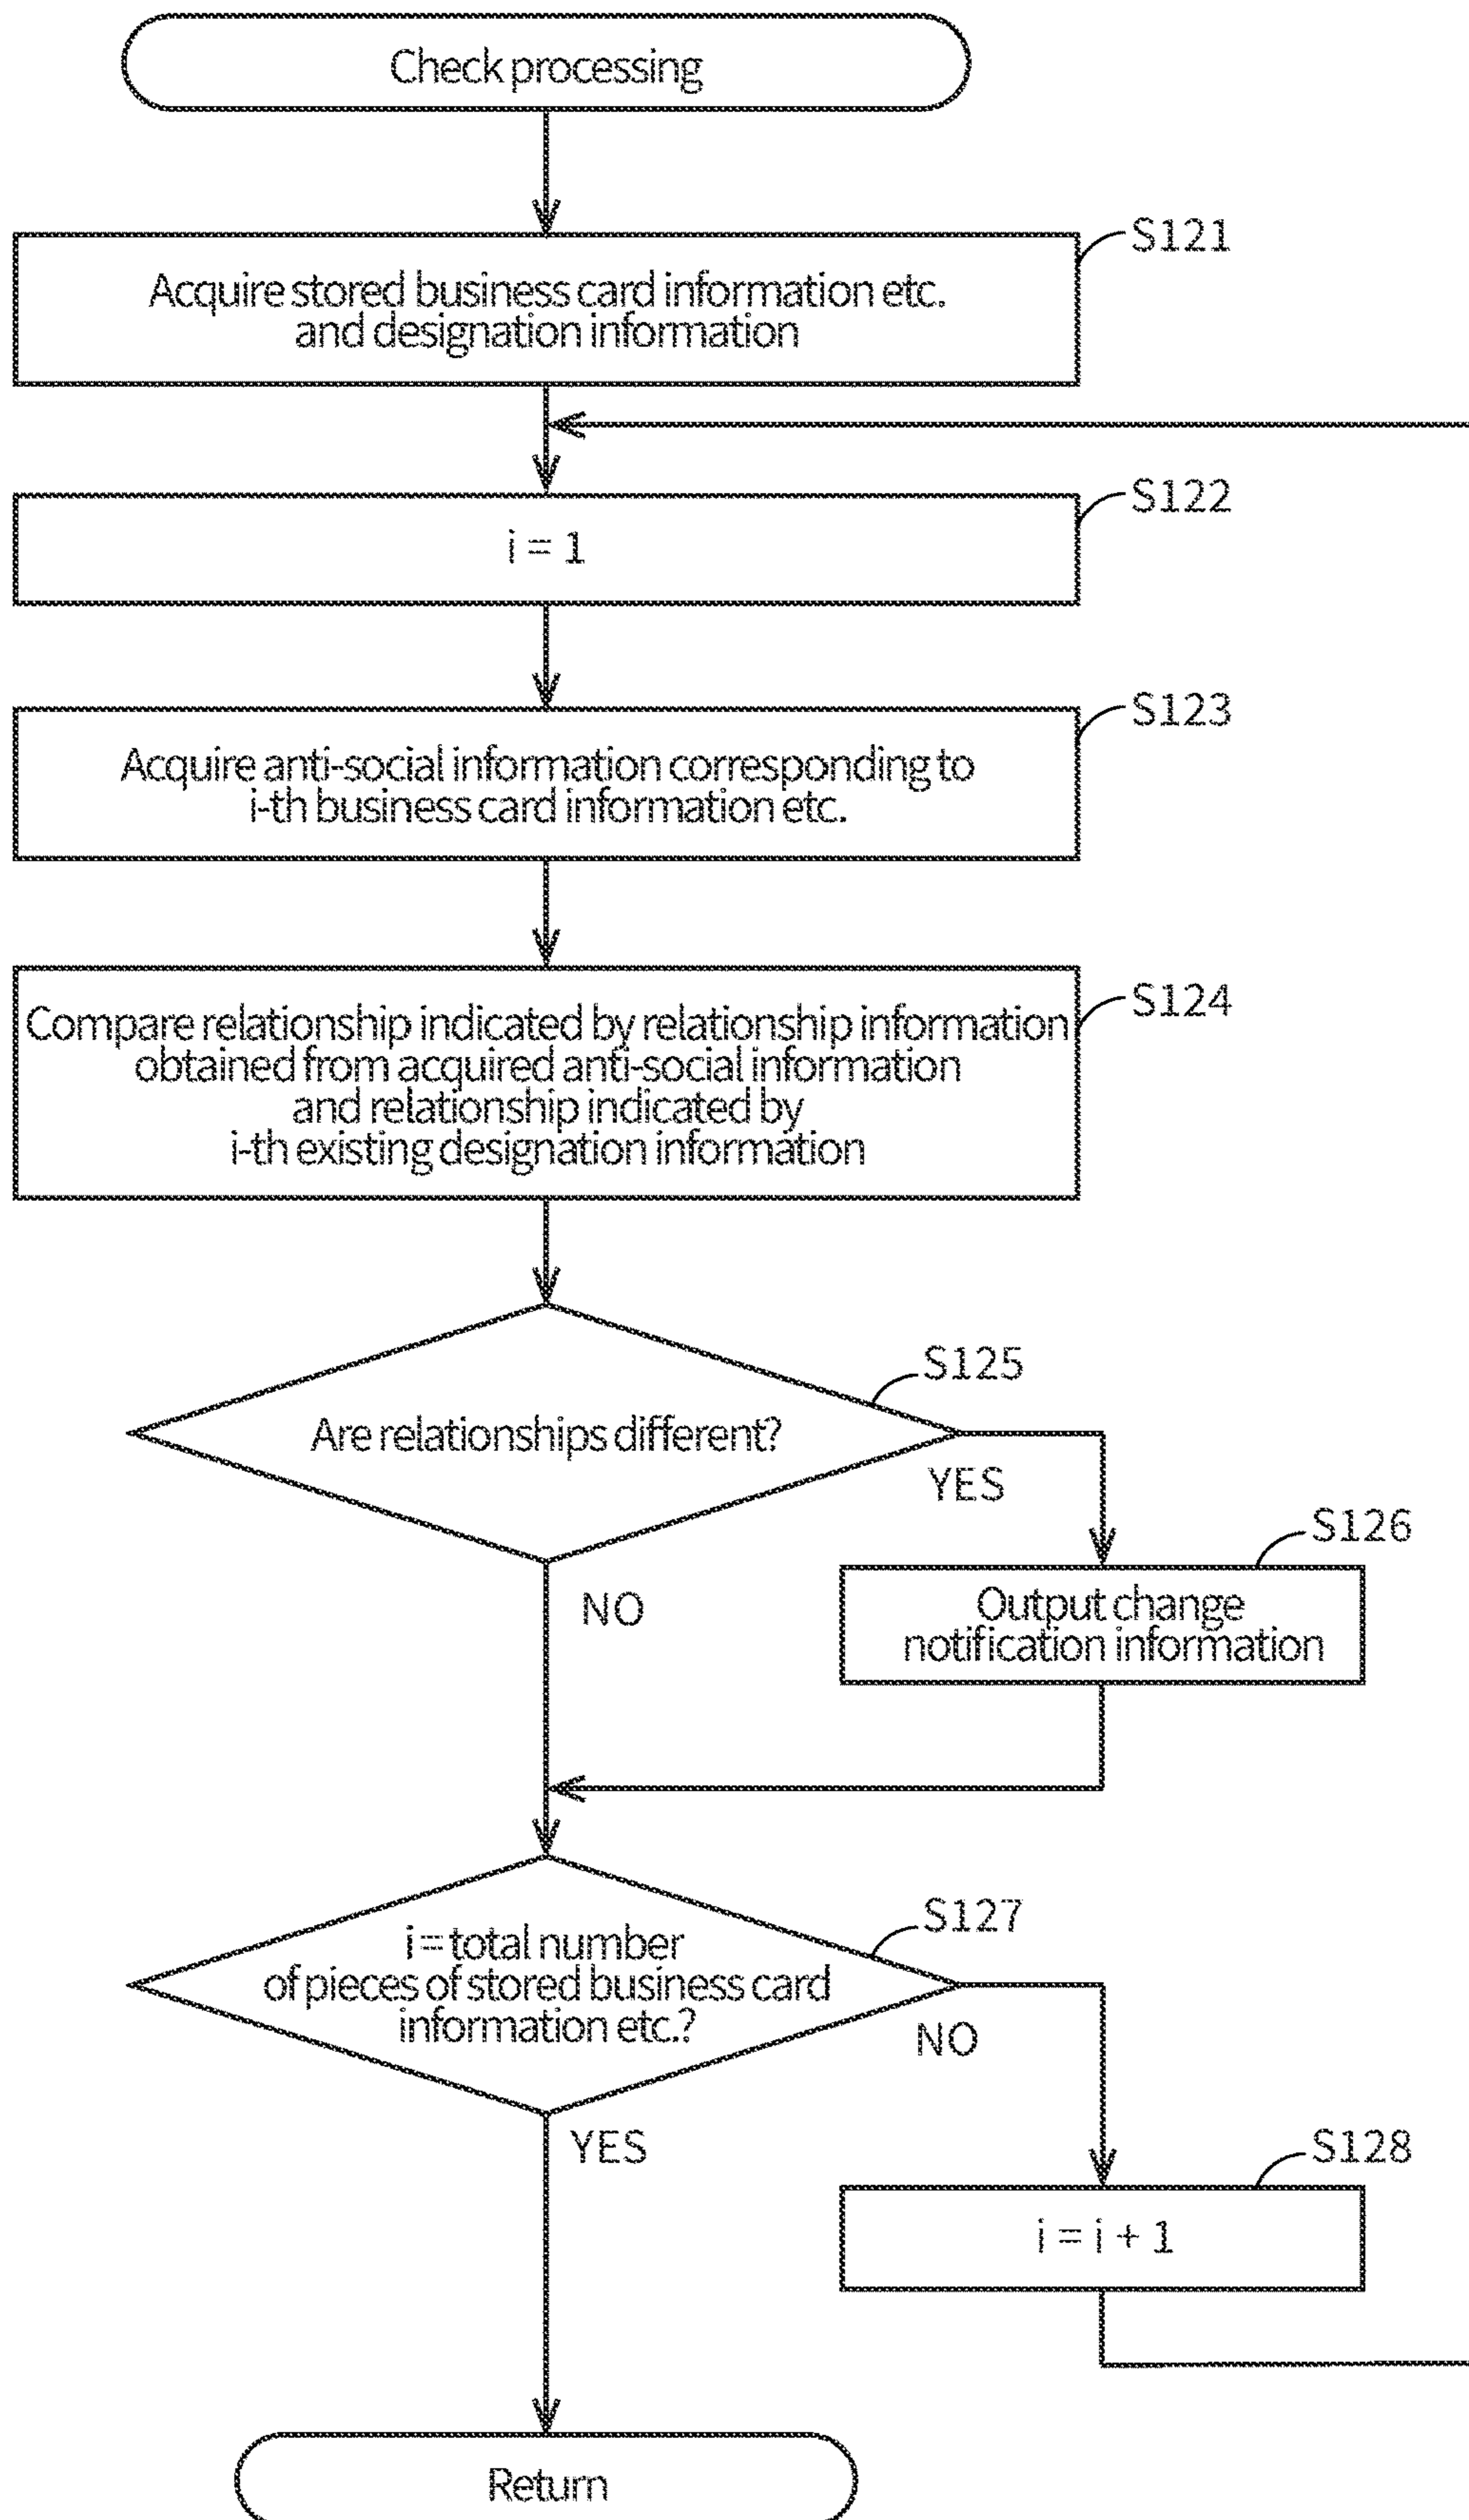 Check processing
S121
Acquire stored business card information etc.
and designation information
S122
i = 1
S123
Acquire anti-social information corresponding to
i-th business card information etc.
S124
Compare relationship indicated by relationship information
obtained from acquired anti-social information
and relationship indicated by
i-th existing designation information
S125
Are relationships different?
YES
S126
Output change
notification information
NO
S127
i = total number
of pieces of stored business card
information etc.?
NO
YES
S128
i = i + 1
Return